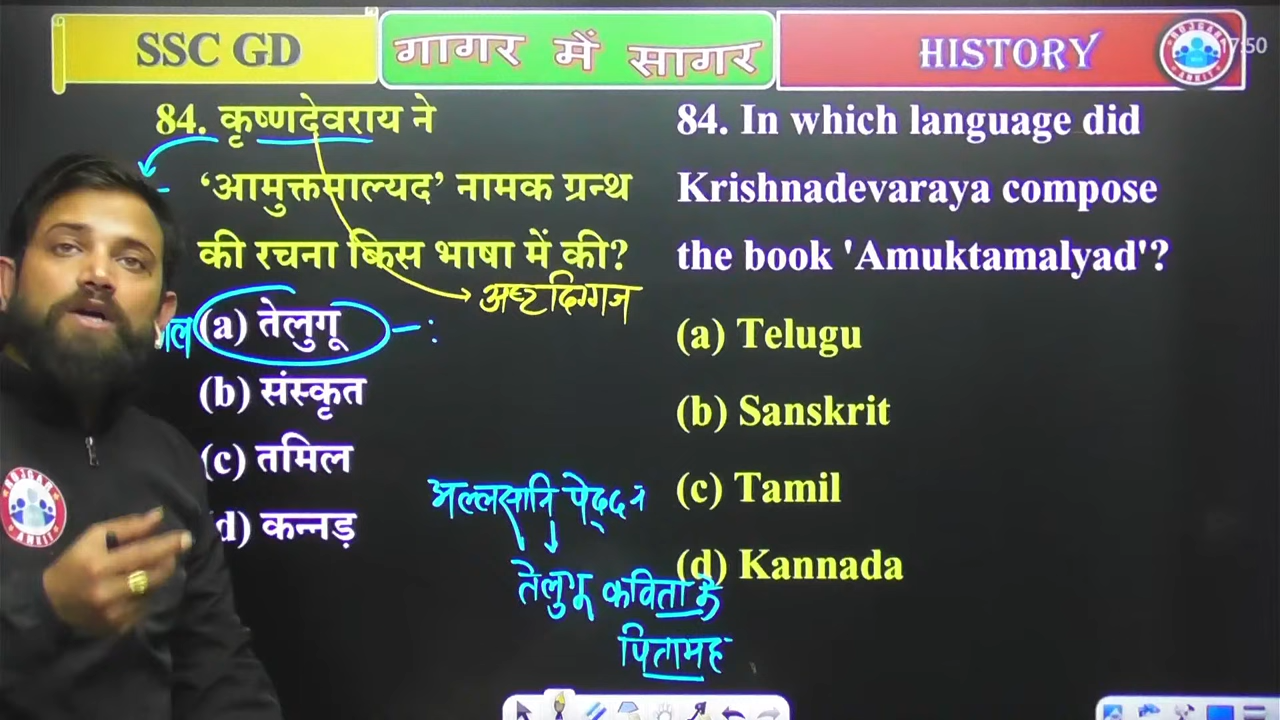 SSC GD
गागर में सागर
HISTORY
17:50
84. कृष्णदेवराय ने
‘आमुक्तमाल्यद’ नामक ग्रन्थ
की रचना किस भाषा में की?
अष्टदिग्गज
(a) तेलुगू
(b) संस्कृत
(c) तमिल
d) कन्नड़
84. In which language did
Krishnadevaraya compose
the book 'Amuktamalyad'?
(a) Telugu
(b) Sanskrit
(c) Tamil
(d) Kannada
अल्लसानि पेद्दन
तेलुगू कविता के
पितामह